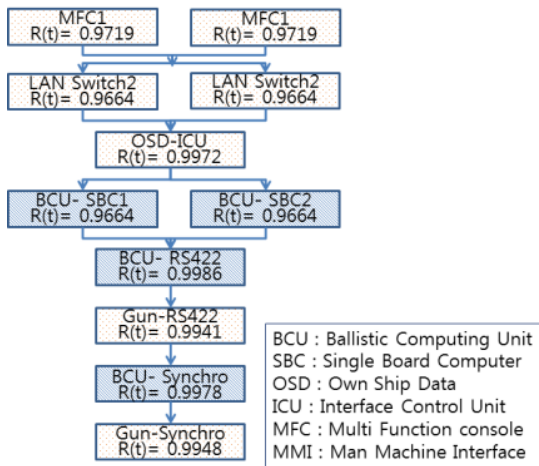 MFC1
R(t)= 0.9719
MFC1
R(t)= 0.9719
LAN Switch2
R(t)= 0.9664
LAN Switch2
R(t)= 0.9664
OSD-ICU
R(t)= 0.9972
BCU- SBC1
R(t)= 0.9664
BCU- SBC2
R(t)= 0.9664
BCU- RS422
R(t)= 0.9986
Gun-RS422
R(t)= 0.9941
BCU- Synchro
R(t)= 0.9978
Gun-Synchro
R(t)= 0.9948
BCU : Ballistic Computing Unit
SBC : Single Board Computer
OSD : Own Ship Data
ICU : Interface Control Unit
MFC : Multi Function console
MMI : Man Machine Interface